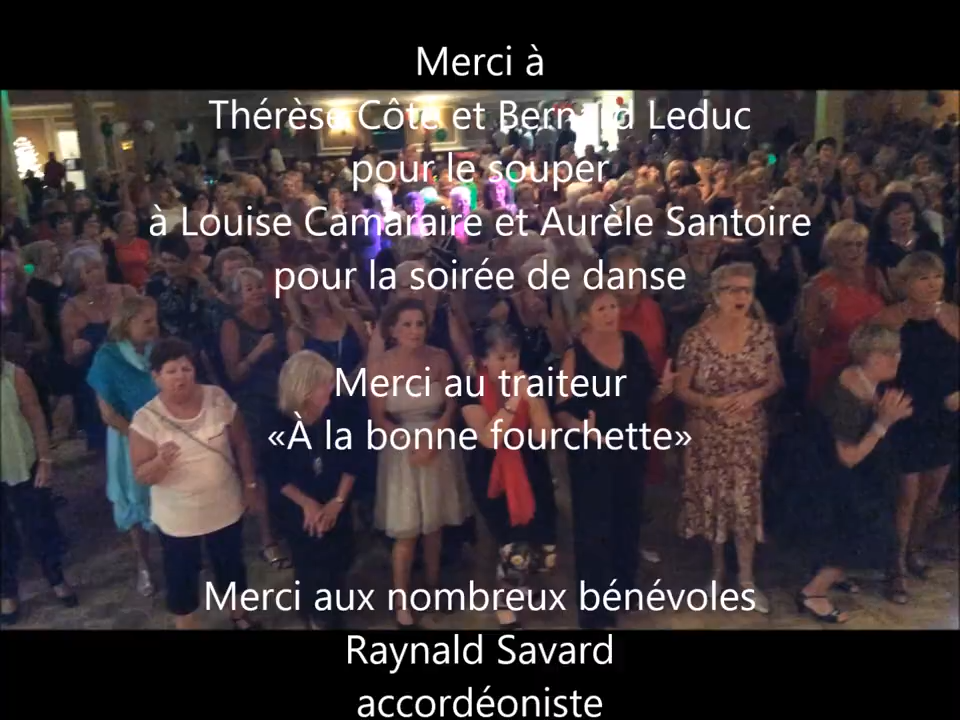 Merci à
Thérèse Côté et Bernard Leduc
pour le souper
à Louise Camaraire et Aurèle Santoire
pour la soirée de danse
Merci au traiteur
«À la bonne fourchette»
Merci aux nombreux bénévoles
Raynald Savard
accordéoniste